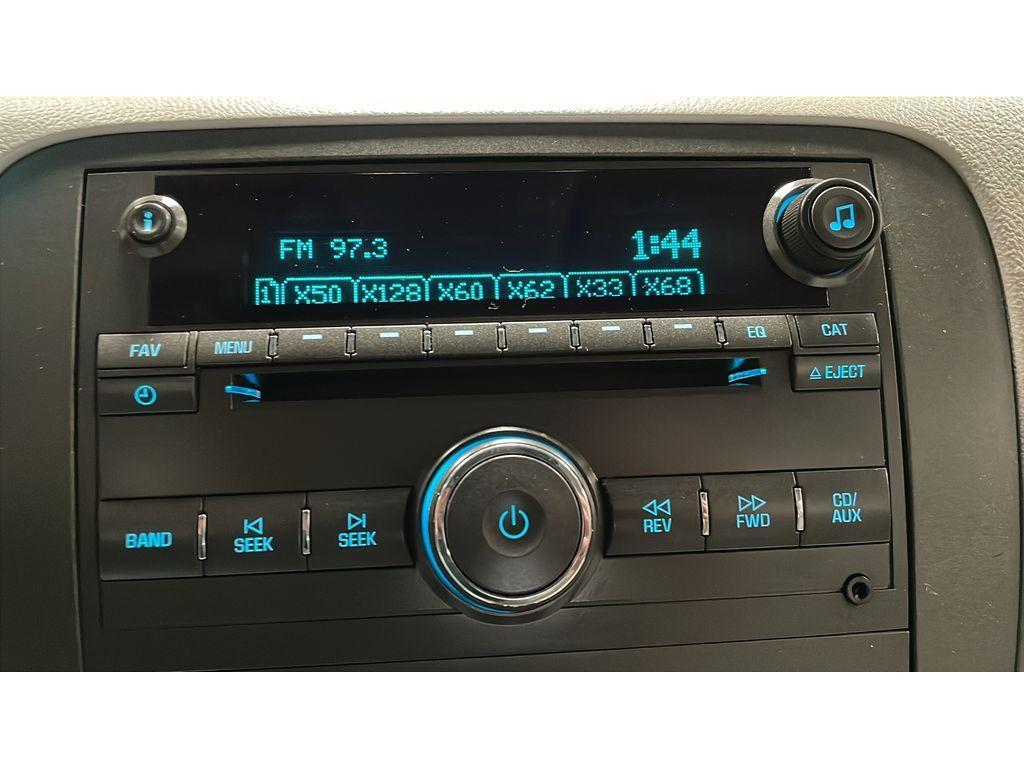 i
FM 97.3 1:44
1 X50 X128 X60 X62 X33 X68
FAV MENU EQ CAT
EJECT
BAND SEEK SEEK REV FWD CD/
AUX